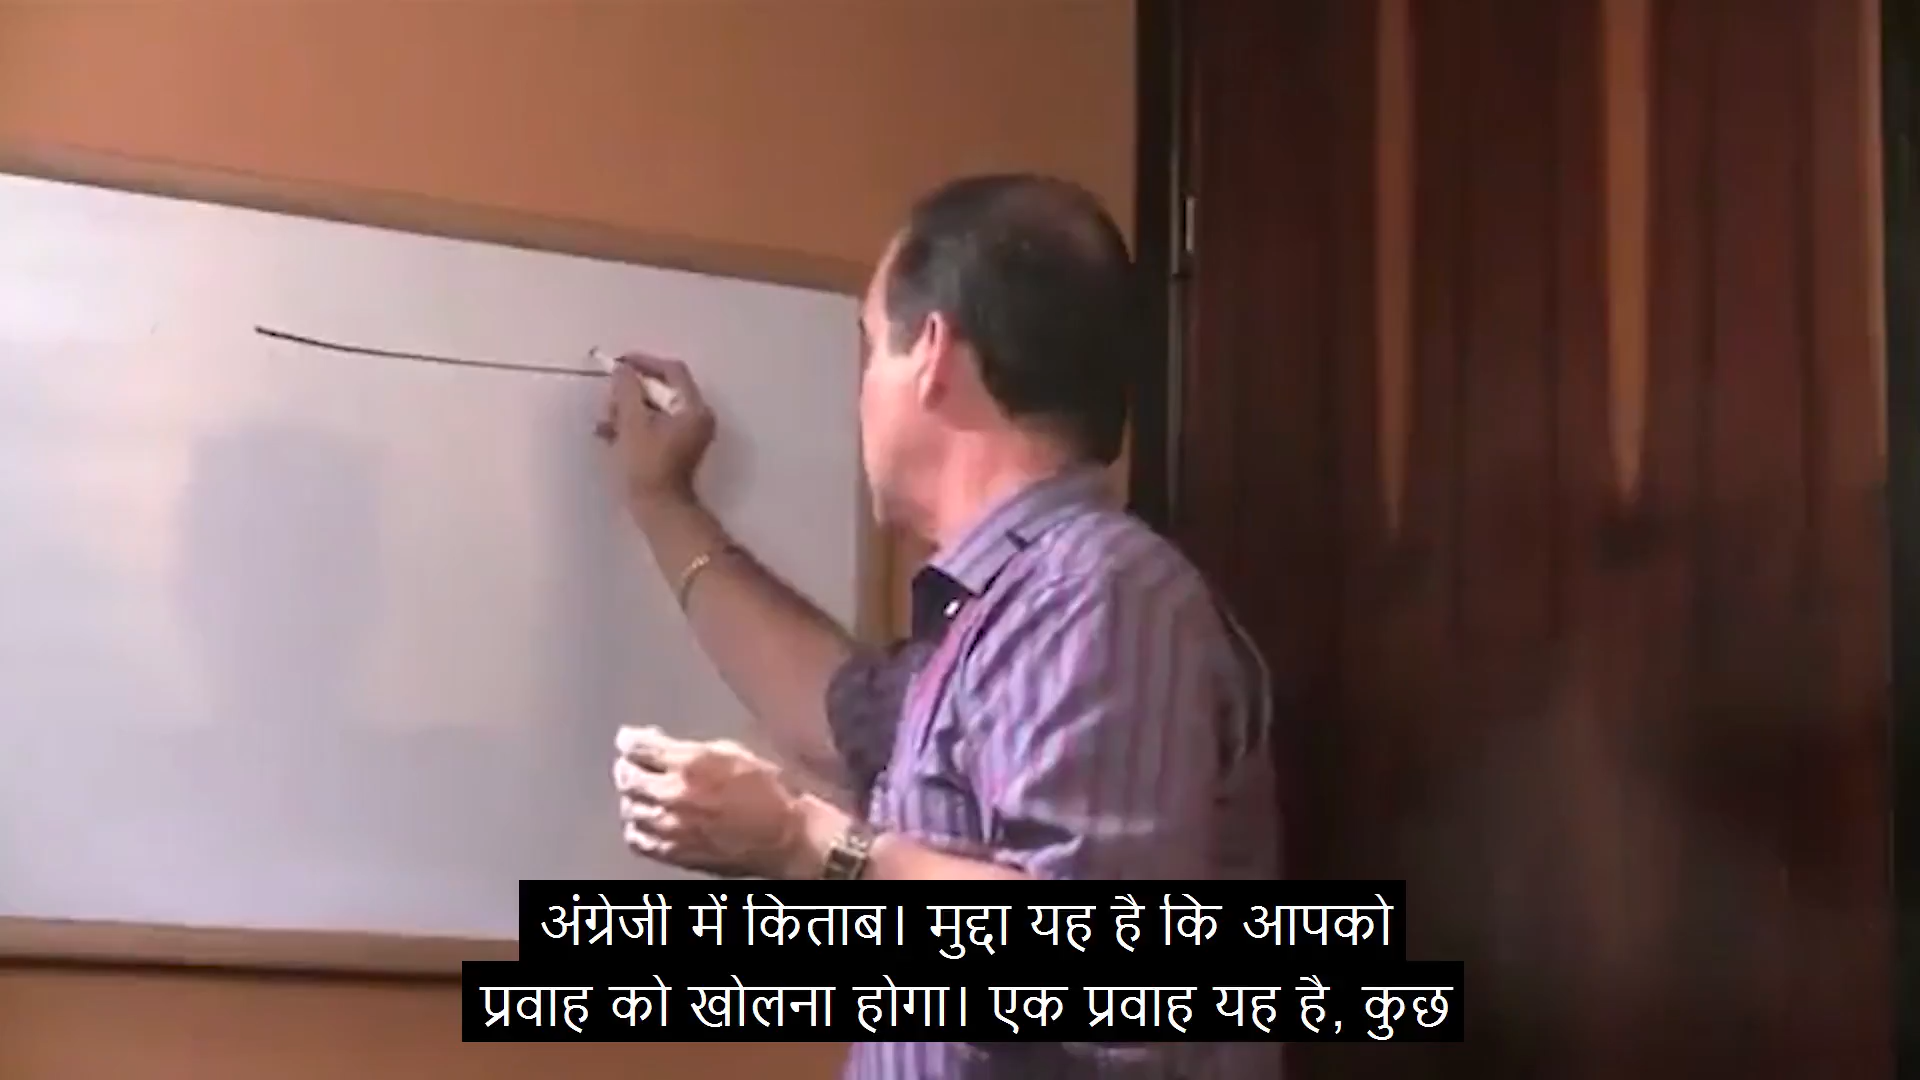 अंग्रेजी में किताब। मुद्दा यह है कि आपको
प्रवाह को खोलना होगा। एक प्रवाह यह है, कुछ